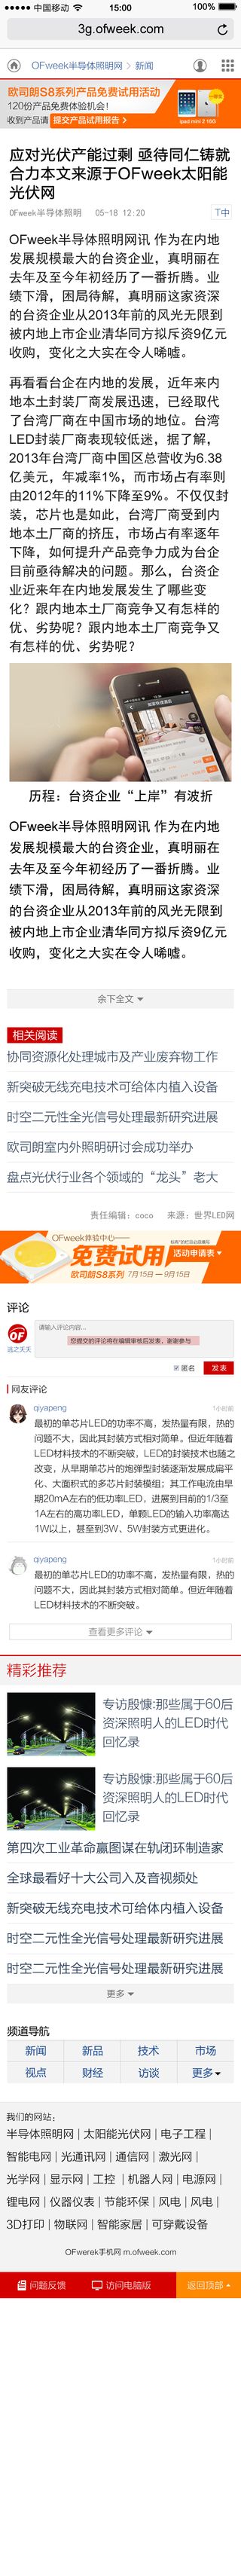 中国移动 15:00 100%
3g.ofweek.com
OFweek半导体照明网 > 新闻
欧司朗S8系列产品免费试用活动
120份产品免费体验机会!
收到产品请 提交产品试用报告 >
一律七
ipad mini 2 16G
应对光伏产能过剩 亟待同仁铸就
合力本文来源于OFweek太阳能
光伏网
OFweek半导体照明 05-18 12:20
T中
OFweek半导体照明网讯 作为在内地
发展规模最大的台资企业，真明丽在
去年及至今年初经历了一番折腾。业
绩下滑，困局待解，真明丽这家资深
的台资企业从2013年前的风光无限到
被内地上市企业清华同方拟斥资9亿元
收购，变化之大实在令人唏嘘。
再看看台企在内地的发展，近年来内
地本土封装厂商发展迅速，已经取代
了台湾厂商在中国市场的地位。台湾
LED封装厂商表现较低迷，据了解，
2013年台湾厂商中国区总营收为6.38
亿美元，年减率1%，而市场占有率则
由2012年的11%下降至9%。不仅仅封
装，芯片也是如此，台湾厂商受到内
地本土厂商的挤压，市场占有率逐年
下降，如何提升产品竞争力成为台企
目前亟待解决的问题。那么，台资企
业近年来在内地发展发生了哪些变
化？跟内地本土厂商竞争又有怎样的
优、劣势呢？跟内地本土厂商竞争又
有怎样的优、劣势呢？
历程：台资企业“上岸”有波折
OFweek半导体照明网讯 作为在内地
发展规模最大的台资企业，真明丽在
去年及至今年初经历了一番折腾。业
绩下滑，困局待解，真明丽这家资深
的台资企业从2013年前的风光无限到
被内地上市企业清华同方拟斥资9亿元
收购，变化之大实在令人唏嘘。
余下全文
相关阅读
协同资源化处理城市及产业废弃物工作
新突破无线充电技术可给体内植入设备
时空二元性全光信号处理最新研究进展
欧司朗室内外照明研讨会成功举办
盘点光伏行业各个领域的“龙头”老大
责任编辑：coco 来源：世界LED网
OFweek体验中心——
免费试用
活动申请表
欧司朗S8系列 7月15日 — 9月15日
评论
OF
远之天天
请输入评论内容...
您提交的评论将在编辑审核后发表，谢谢参与
匿名 发表
网友评论
qiyapeng 1小时前
最初的单芯片LED的功率不高，发热量有限，热的
问题不大，因此其封装方式相对简单。但近年随着
LED材料技术的不断突破，LED的封装技术也随之
改变，从早期单芯片的炮弹型封装逐渐发展成扁平
化、大面积式的多芯片封装模组；其工作电流由早
期20mA左右的低功率LED，进展到目前的1/3至
1A左右的高功率LED，单颗LED的输入功率高达
1W以上，甚至到3W、5W封装方式更进化。
qiyapeng 1小时前
最初的单芯片LED的功率不高，发热量有限，热的
问题不大，因此其封装方式相对简单。但近年随着
LED材料技术的不断突破。
查看更多评论
精彩推荐
专访殷慷:那些属于60后
资深照明人的LED时代
回忆录
专访殷慷:那些属于60后
资深照明人的LED时代
回忆录
第四次工业革命赢图谋在轨闭环制造家
全球最看好十大公司入及音视频处
新突破无线充电技术可给体内植入设备
时空二元性全光信号处理最新研究进展
时空二元性全光信号处理最新研究进展
更多
频道导航
新闻 新品 技术 市场
视点 财经 访谈 更多
我们的网站：
半导体照明网 | 太阳能光伏网 | 电子工程 |
智能电网 | 光通讯网 | 通信网 | 激光网 |
光学网 | 显示网 | 工控 | 机器人网 | 电源网 |
锂电网 | 仪器仪表 | 节能环保 | 风电 | 风电 |
3D打印 | 物联网 | 智能家居 | 可穿戴设备
OFwerek手机网 m.ofweek.com
问题反馈 访问电脑版 返回顶部